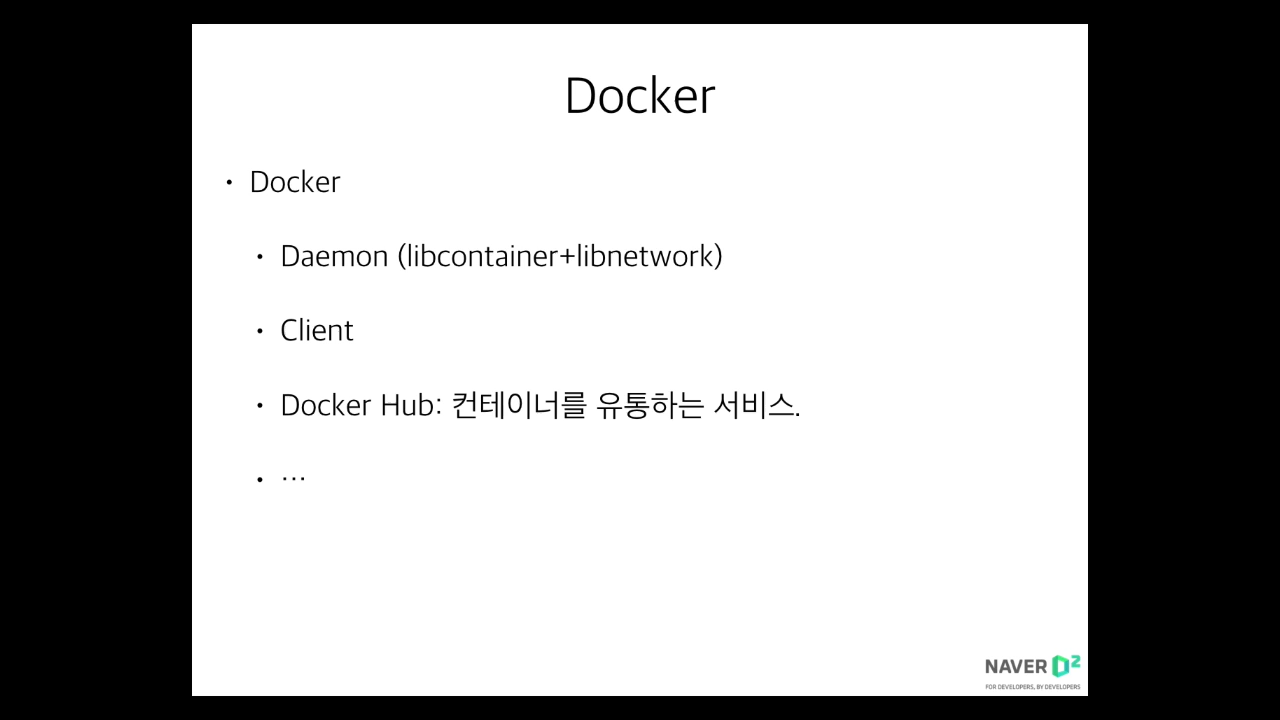 Docker
• Docker
• Daemon (libcontainer+libnetwork)
• Client
• Docker Hub: 컨테이너를 유통하는 서비스.
• …
NAVER D2
FOR DEVELOPERS, BY DEVELOPERS